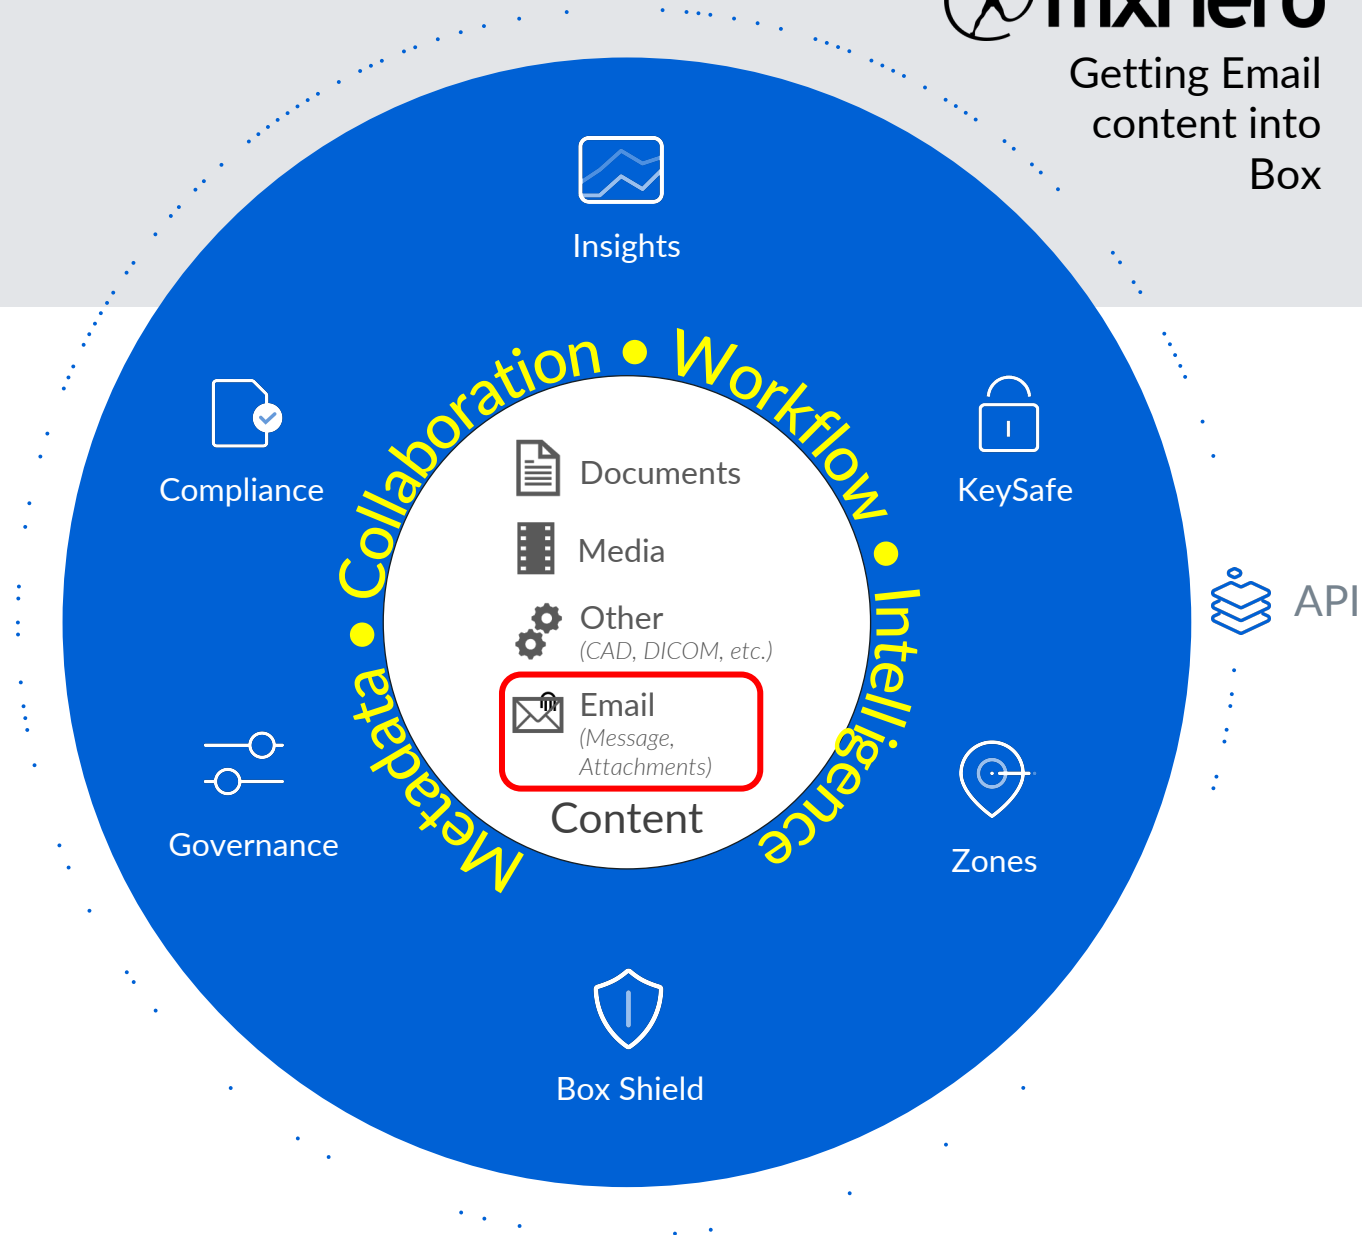 mxHero
Getting Email
content into
Box
Insights
Compliance
KeySafe
Metadata • Collaboration • Workflow • Intelligence
Documents
Media
Other
(CAD, DICOM, etc.)
Email
(Message,
Attachments)
Content
API
Governance
Zones
Box Shield